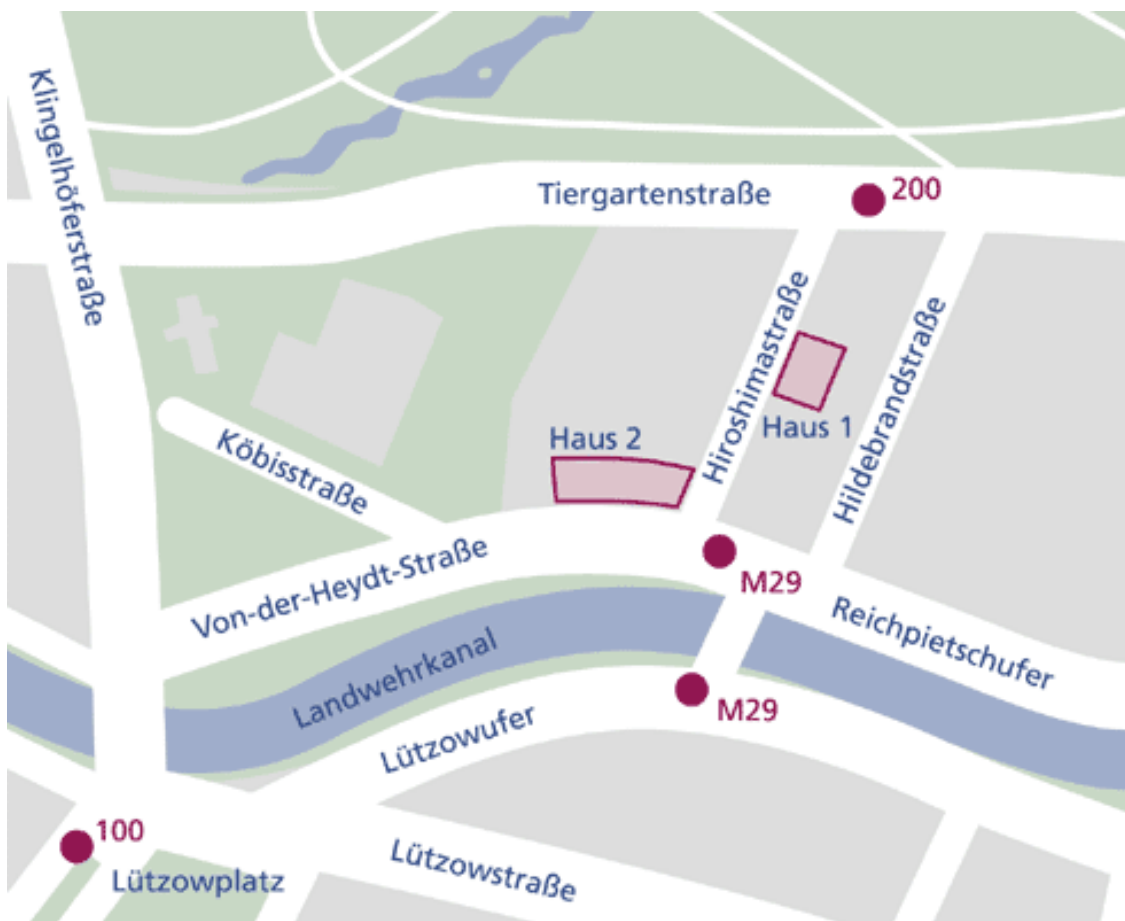 Klingelhöferstraße
Tiergartenstraße
200
Hiroshimastraße
Hildebrandstraße
Haus 1
Haus 2
Köbisstraße
Von-der-Heydt-Straße
M29
Reichpietschufer
Landwehrkanal
M29
Lützowufer
100
Lützowplatz
Lützowstraße